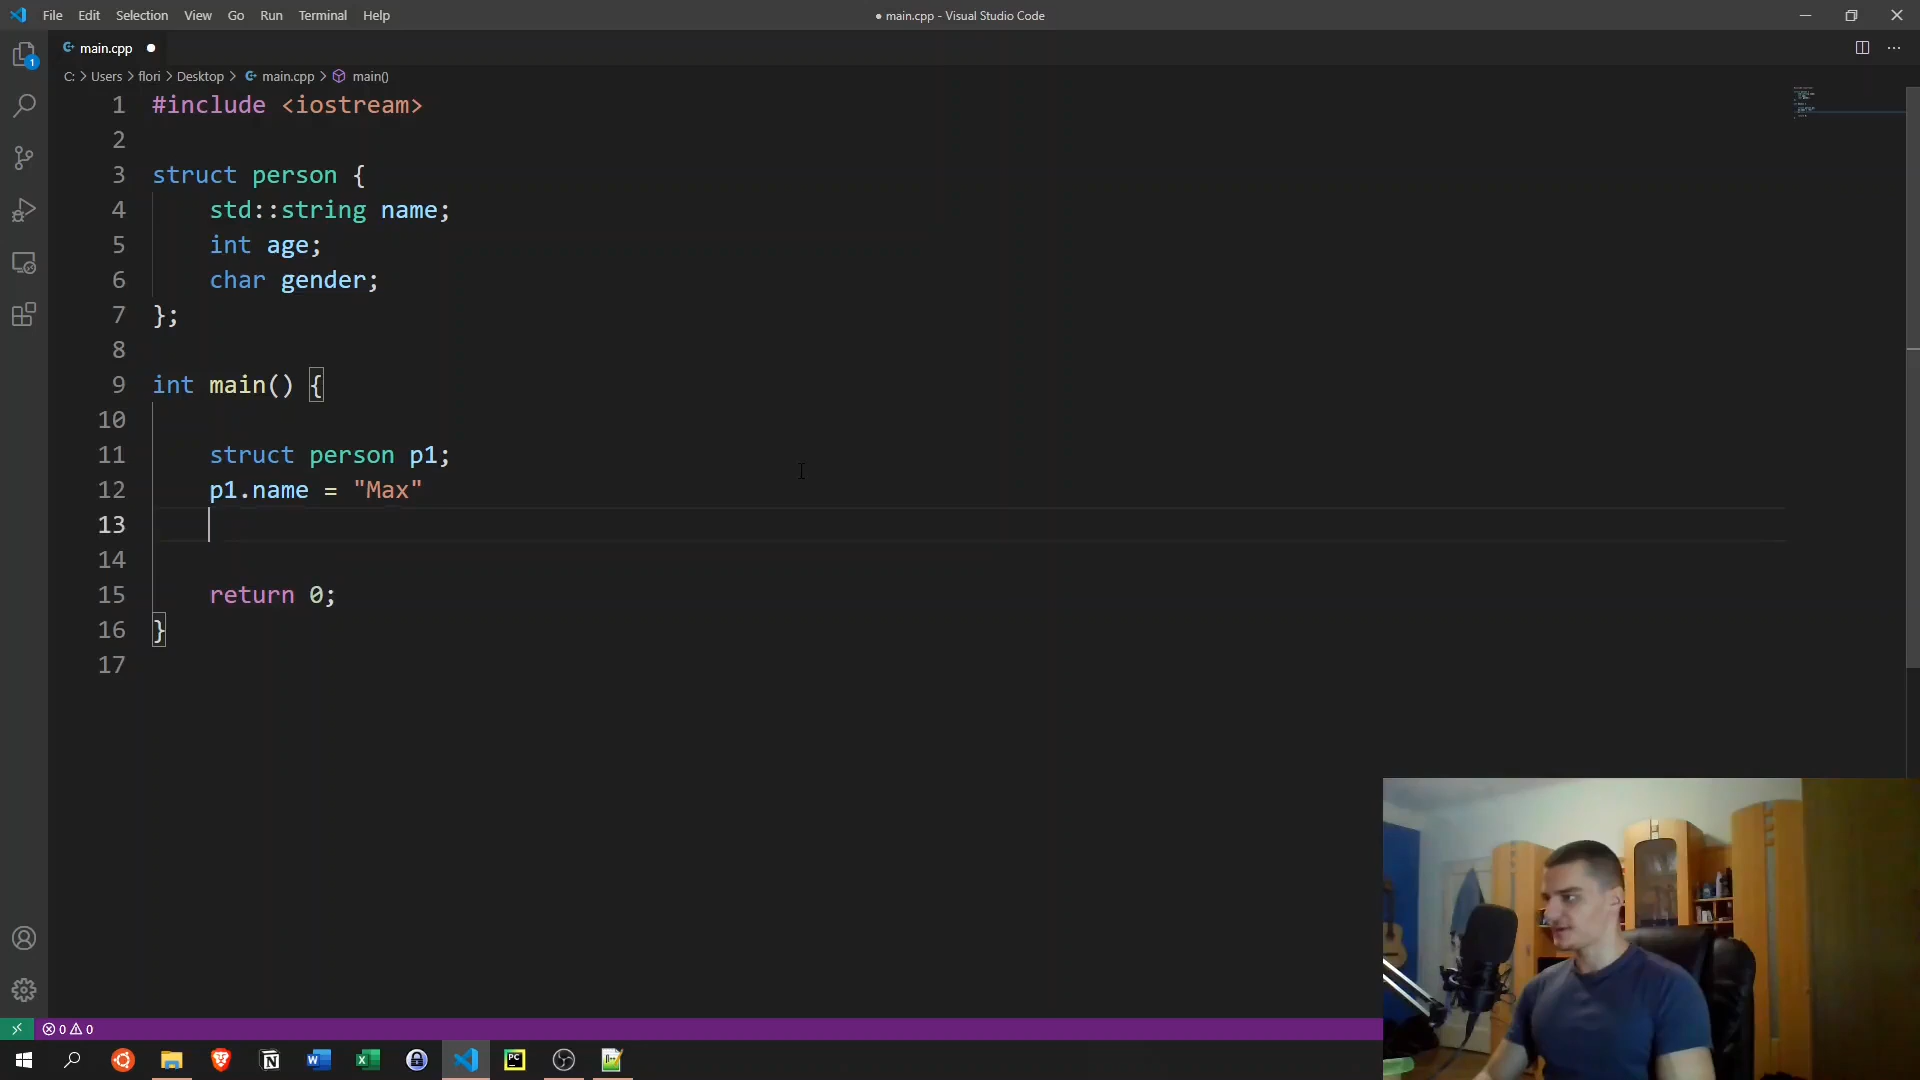 File Edit Selection View Go Run Terminal Help
● main.cpp - Visual Studio Code
main.cpp ●
C: > Users > flori > Desktop > main.cpp > main()
1 #include <iostream>
2
3 struct person {
4 std::string name;
5 int age;
6 char gender;
7 };
8
9 int main() {
10
11 struct person p1;
12 p1.name = "Max"
13
14
15 return 0;
16 }
17
1
0 0